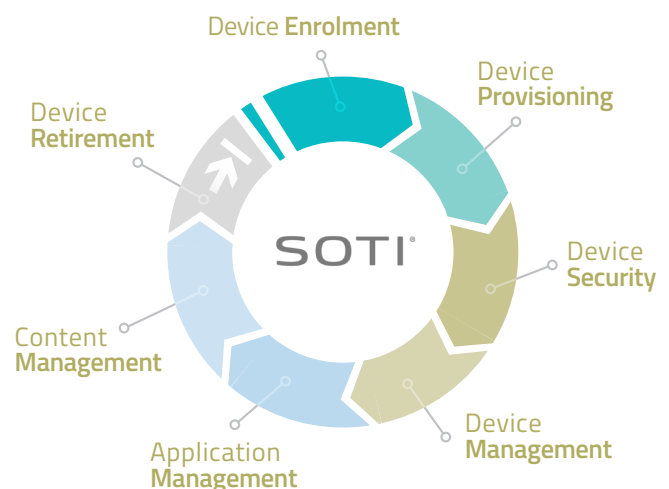 Device Enrolment
Device
Provisioning
Device
Security
Device
Management
Application
Management
Content
Management
Device
Retirement
SOTI®